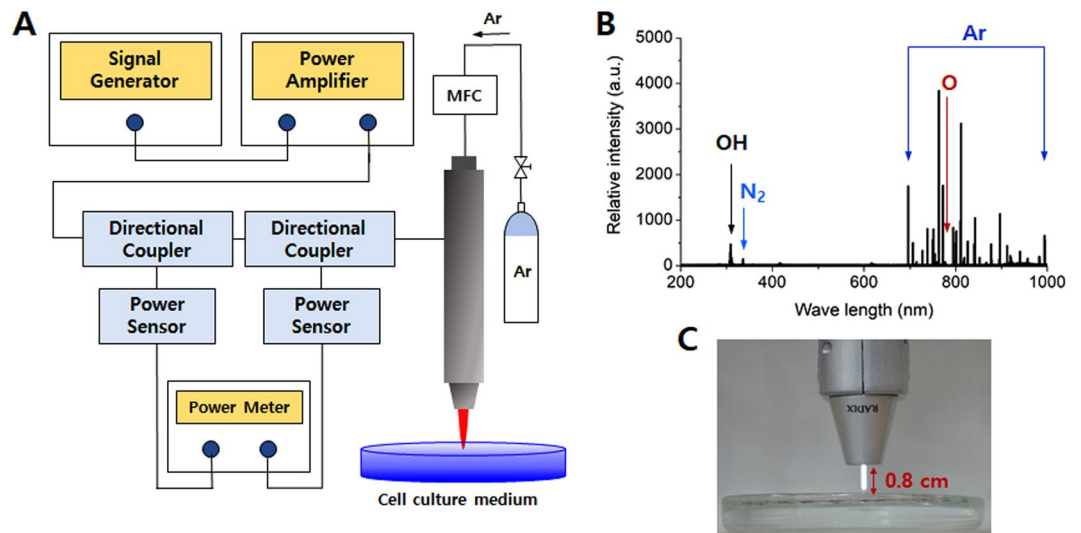 A
Signal
Generator
Power
Amplifier
Ar
MFC
Directional
Coupler
Directional
Coupler
Ar
Power
Sensor
Power
Sensor
Power Meter
Cell culture medium
B
Relative intensity (a.u.)
5000
4000
3000
2000
1000
0
Ar
O
OH
N₂
200
400
600
800
1000
Wave length (nm)
C
RADIX
0.8 cm